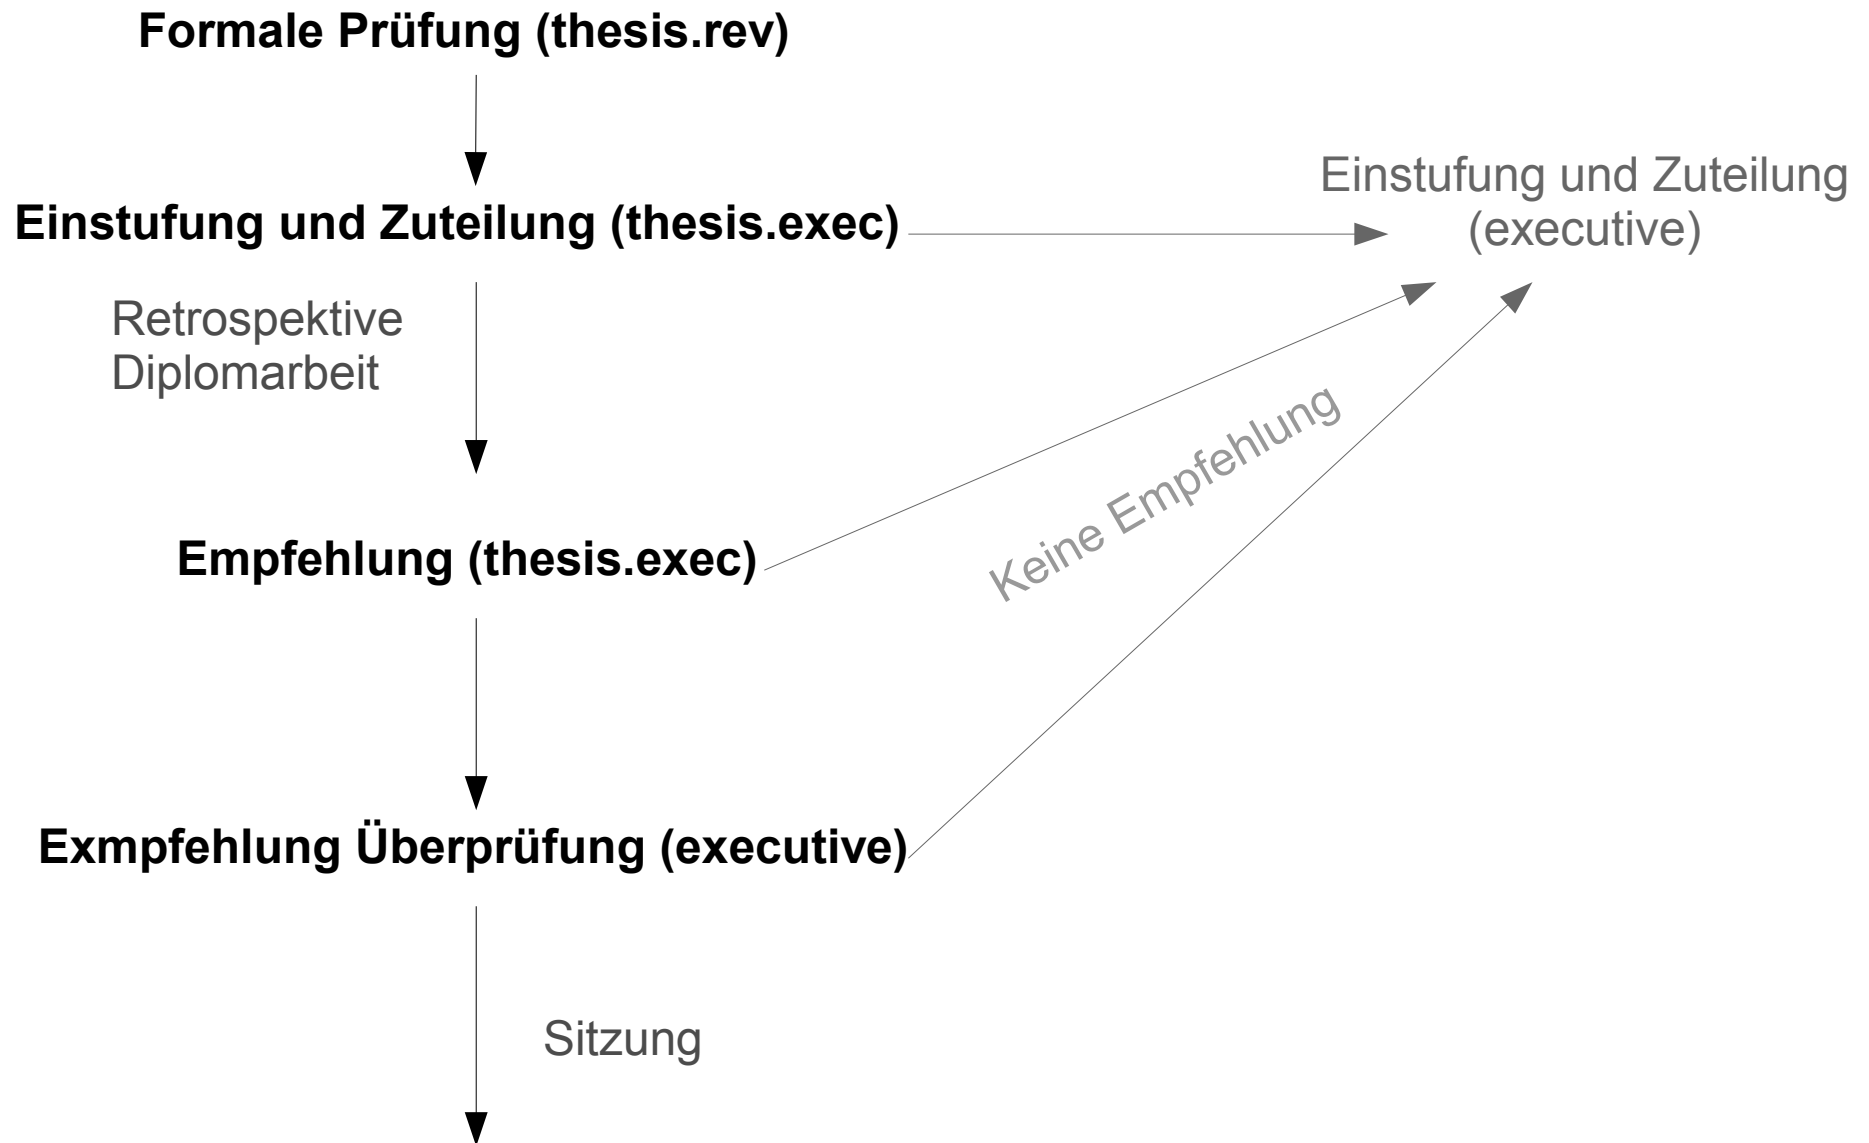 Formale Prüfung (thesis.rev)
Einstufung und Zuteilung (thesis.exec)
Einstufung und Zuteilung
(executive)
Retrospektive
Diplomarbeit
Empfehlung (thesis.exec)
Keine Empfehlung
Exmpfehlung Überprüfung (executive)
Sitzung